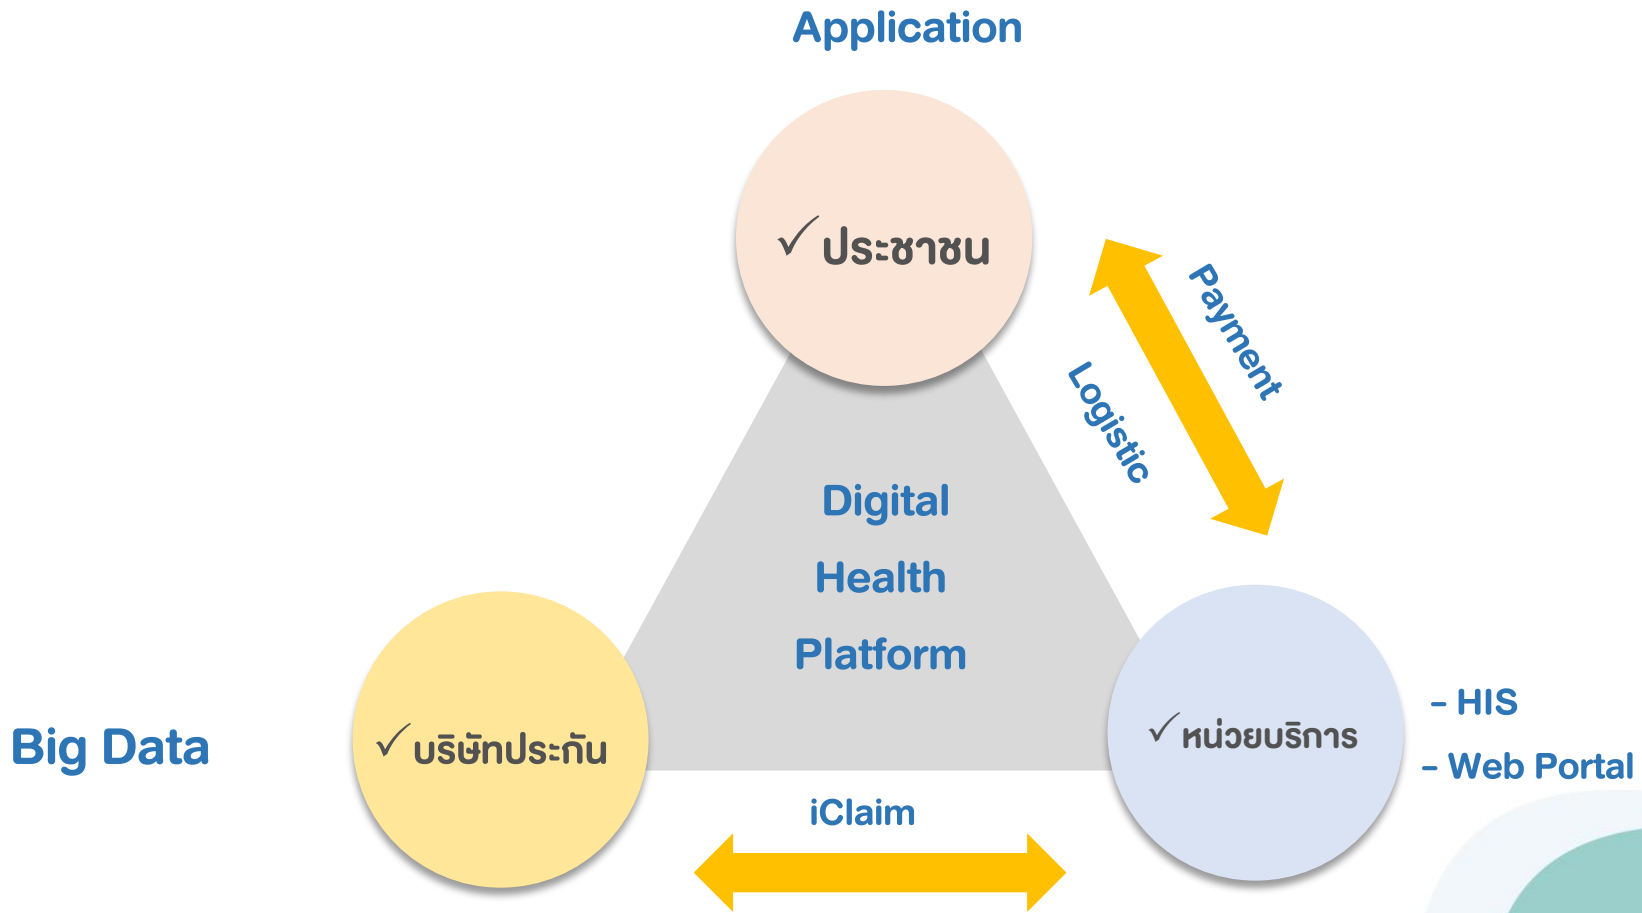 Application
✓ ประชาชน
Payment
Logistic
Digital
Health
Platform
Big Data
✓ บริษัทประกัน
✓ หน่วยบริการ
- HIS
- Web Portal
iClaim